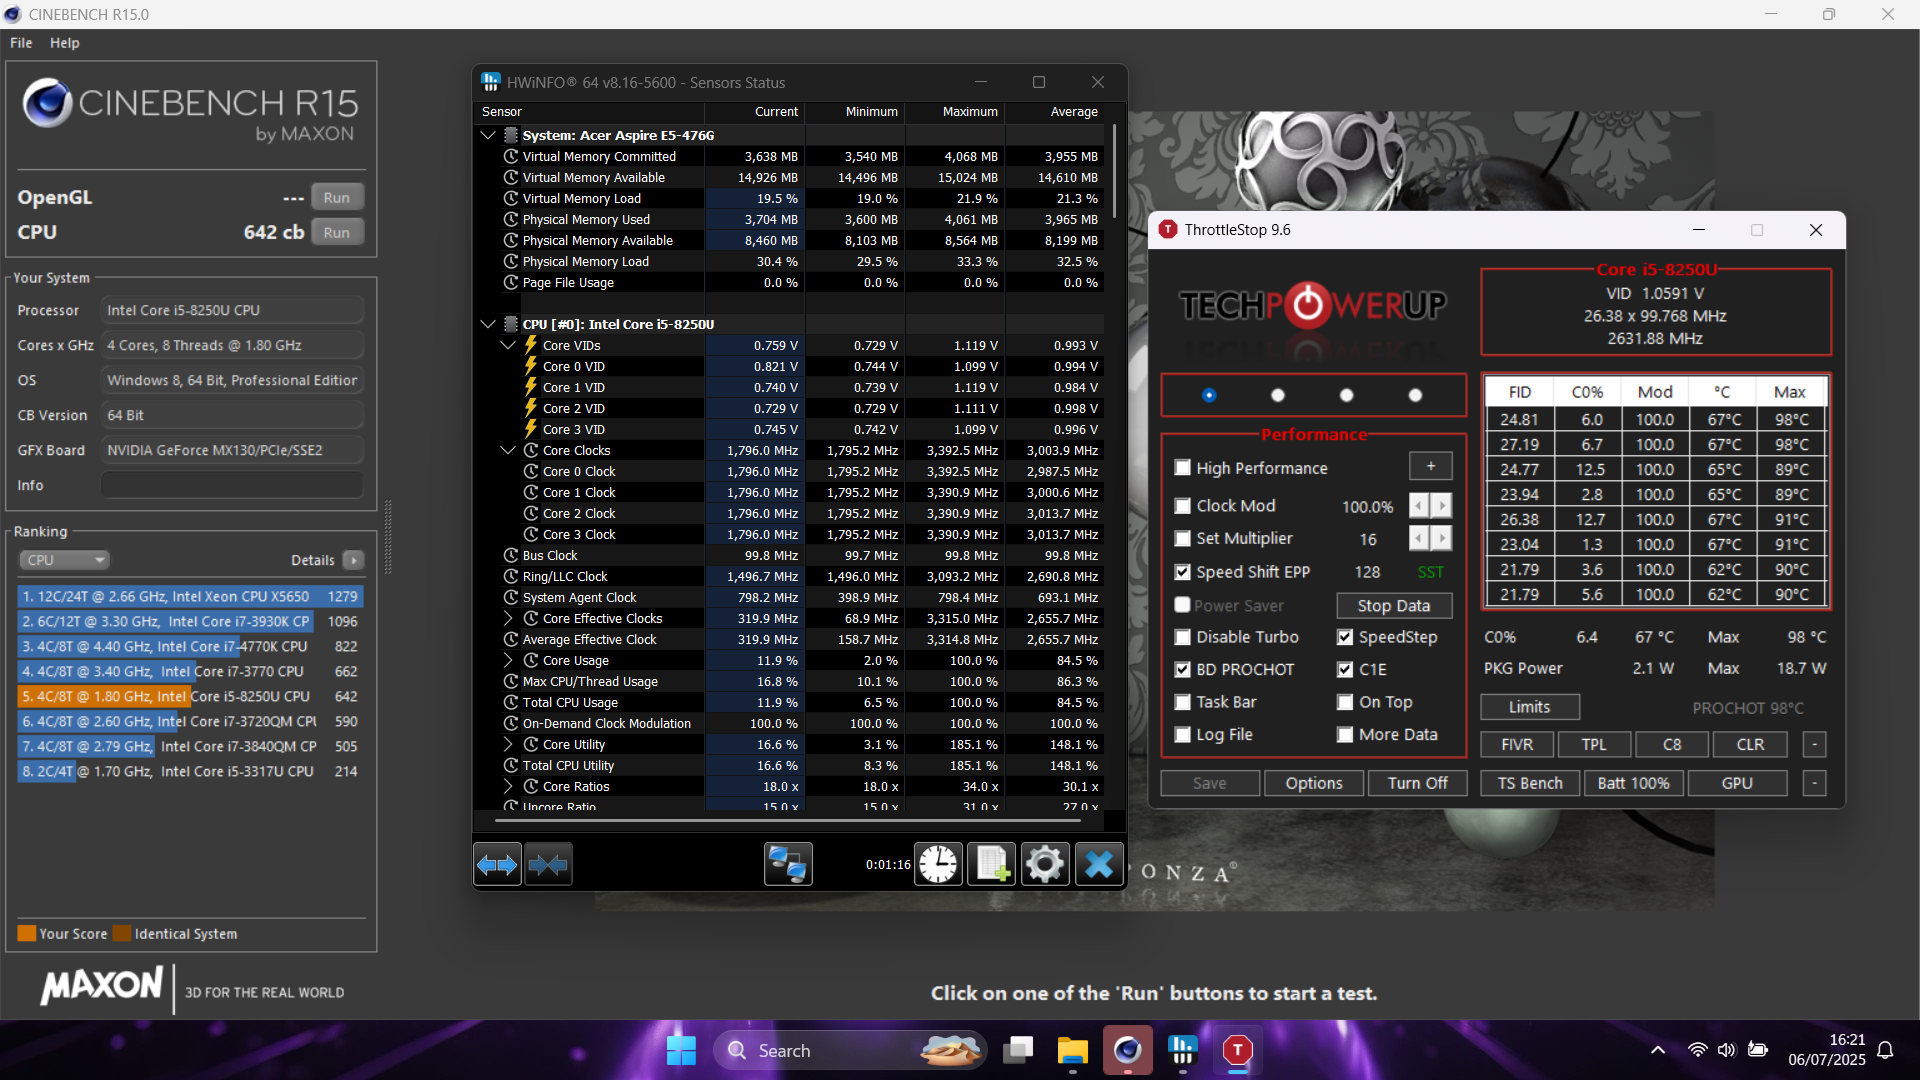 CINEBENCH R15.0
File Help
CINEBENCH R15
by MAXON
OpenGL --- Run
CPU 642 cb Run
Your System
Processor Intel Core i5-8250U CPU
Cores x GHz 4 Cores, 8 Threads @ 1.80 GHz
OS Windows 8, 64 Bit, Professional Edition
CB Version 64 Bit
GFX Board NVIDIA GeForce MX130/PCIe/SSE2
Info
Ranking
CPU Details
1. 12C/24T @ 2.66 GHz, Intel Xeon CPU X5650 1279
2. 6C/12T @ 3.30 GHz, Intel Core i7-3930K CP 1096
3. 4C/8T @ 4.40 GHz, Intel Core i7-4770K CPU 822
4. 4C/8T @ 3.40 GHz, Intel Core i7-3770 CPU 662
5. 4C/8T @ 1.80 GHz, Intel Core i5-8250U CPU 642
6. 4C/8T @ 2.60 GHz, Intel Core i7-3720QM CPU 590
7. 4C/8T @ 2.79 GHz, Intel Core i7-3840QM CP 505
8. 2C/4T @ 1.70 GHz, Intel Core i5-3317U CPU 214
Your Score Identical System
MAXON 3D FOR THE REAL WORLD
HWiNFO® 64 v8.16-5600 - Sensors Status
Sensor Current Minimum Maximum Average
System: Acer Aspire E5-476G
Virtual Memory Committed 3,638 MB 3,540 MB 4,068 MB 3,955 MB
Virtual Memory Available 14,926 MB 14,496 MB 15,024 MB 14,610 MB
Virtual Memory Load 19.5 % 19.0 % 21.9 % 21.3 %
Physical Memory Used 3,704 MB 3,600 MB 4,061 MB 3,965 MB
Physical Memory Available 8,460 MB 8,103 MB 8,564 MB 8,199 MB
Physical Memory Load 30.4 % 29.5 % 33.3 % 32.5 %
Page File Usage 0.0 % 0.0 % 0.0 % 0.0 %
CPU [#0]: Intel Core i5-8250U
Core VIDs 0.759 V 0.729 V 1.119 V 0.993 V
Core 0 VID 0.821 V 0.744 V 1.099 V 0.994 V
Core 1 VID 0.740 V 0.739 V 1.119 V 0.984 V
Core 2 VID 0.729 V 0.729 V 1.111 V 0.998 V
Core 3 VID 0.745 V 0.742 V 1.099 V 0.996 V
Core Clocks 1,796.0 MHz 1,795.2 MHz 3,392.5 MHz 3,003.9 MHz
Core 0 Clock 1,796.0 MHz 1,795.2 MHz 3,392.5 MHz 2,987.5 MHz
Core 1 Clock 1,796.0 MHz 1,795.2 MHz 3,390.9 MHz 3,000.6 MHz
Core 2 Clock 1,796.0 MHz 1,795.2 MHz 3,390.9 MHz 3,013.7 MHz
Core 3 Clock 1,796.0 MHz 1,795.2 MHz 3,390.9 MHz 3,013.7 MHz
Bus Clock 99.8 MHz 99.7 MHz 99.8 MHz 99.8 MHz
Ring/LLC Clock 1,496.7 MHz 1,496.0 MHz 3,093.2 MHz 2,690.8 MHz
System Agent Clock 798.2 MHz 398.9 MHz 798.4 MHz 693.1 MHz
Core Effective Clocks 319.9 MHz 68.9 MHz 3,315.0 MHz 2,655.7 MHz
Average Effective Clock 319.9 MHz 158.7 MHz 3,314.8 MHz 2,655.7 MHz
Core Usage 11.9 % 2.0 % 100.0 % 84.5 %
Max CPU/Thread Usage 16.8 % 10.1 % 100.0 % 86.3 %
Total CPU Usage 11.9 % 6.5 % 100.0 % 84.5 %
On-Demand Clock Modulation 100.0 % 100.0 % 100.0 % 100.0 %
Core Utility 16.6 % 3.1 % 185.1 % 148.1 %
Total CPU Utility 16.6 % 8.3 % 185.1 % 148.1 %
Core Ratios 18.0 x 18.0 x 34.0 x 30.1 x
Uncore Ratio 15.0 x 15.0 x 31.0 x 27.0 x
0:01:16
ThrottleStop 9.6
TECHPOWERUP
Core i5-8250U
VID 1.0591 V
26.38 x 99.768 MHz
2631.88 MHz
Performance
High Performance +
Clock Mod 100.0%
Set Multiplier 16
Speed Shift EPP 128 SST
Power Saver Stop Data
Disable Turbo SpeedStep
BD PROCHOT C1E
Task Bar On Top
Log File More Data
Save Options Turn Off
FID C0% Mod °C Max
24.81 6.0 100.0 67°C 98°C
27.19 6.7 100.0 67°C 98°C
24.77 12.5 100.0 65°C 89°C
23.94 2.8 100.0 65°C 89°C
26.38 12.7 100.0 67°C 91°C
23.04 1.3 100.0 67°C 91°C
21.79 3.6 100.0 62°C 90°C
21.79 5.6 100.0 62°C 90°C
C0% 6.4 67 °C Max 98 °C
PKG Power 2.1 W Max 18.7 W
Limits PROCHOT 98°C
FIVR TPL C8 CLR -
TS Bench Batt 100% GPU -
ONZA®
Click on one of the 'Run' buttons to start a test.
Search
16:21
06/07/2025